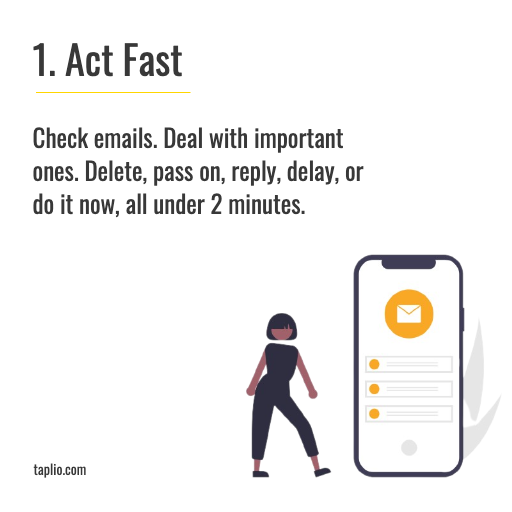 1. Act Fast
Check emails. Deal with important
ones. Delete, pass on, reply, delay, or
do it now, all under 2 minutes.
taplio.com